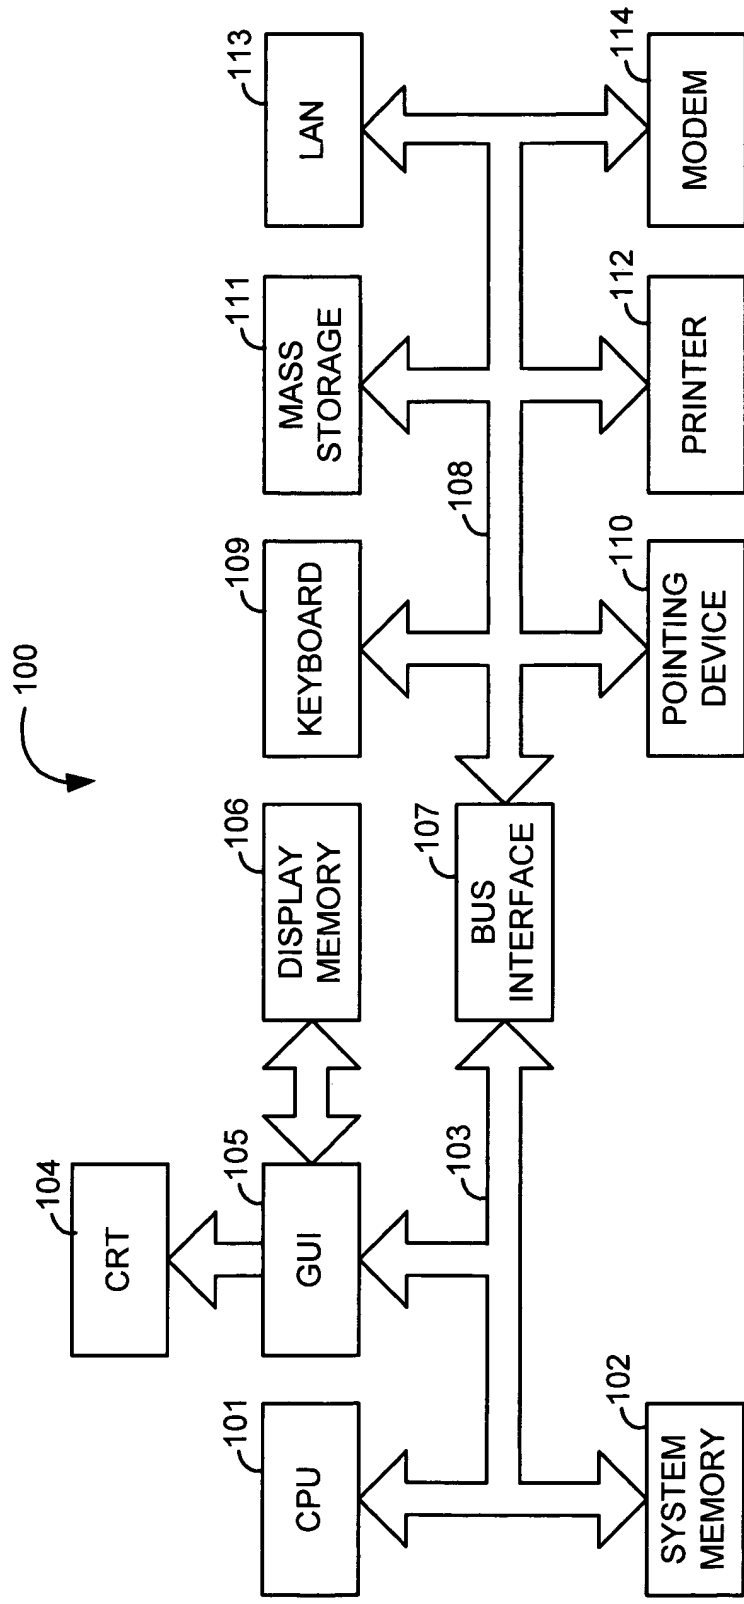 100
104
CRT
101
CPU
105
GUI
106
DISPLAY
MEMORY
109
KEYBOARD
111
MASS
STORAGE
113
LAN
103
107
BUS
INTERFACE
108
102
SYSTEM
MEMORY
110
POINTING
DEVICE
112
PRINTER
114
MODEM